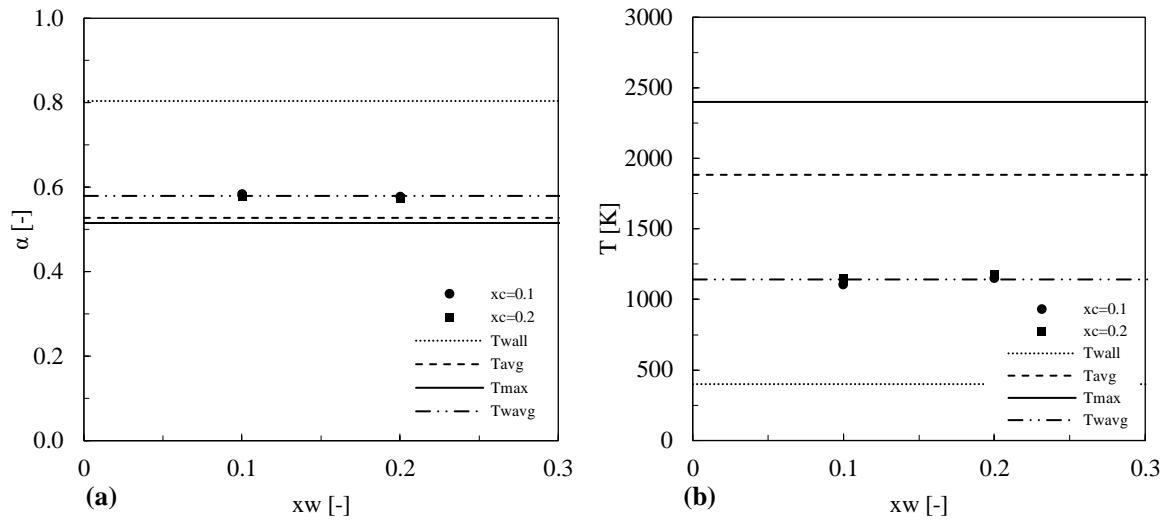 1.0
0.8
0.6
0.4
0.2
0.0
α [-]
0
0.1
0.2
0.3
xw [-]
(a)
xc=0.1
xc=0.2
Twall
Tavg
Tmax
Twavg
3000
2500
2000
1500
1000
500
0
T [K]
0
0.1
0.2
0.3
xw [-]
(b)
xc=0.1
xc=0.2
Twall
Tavg
Tmax
Twavg